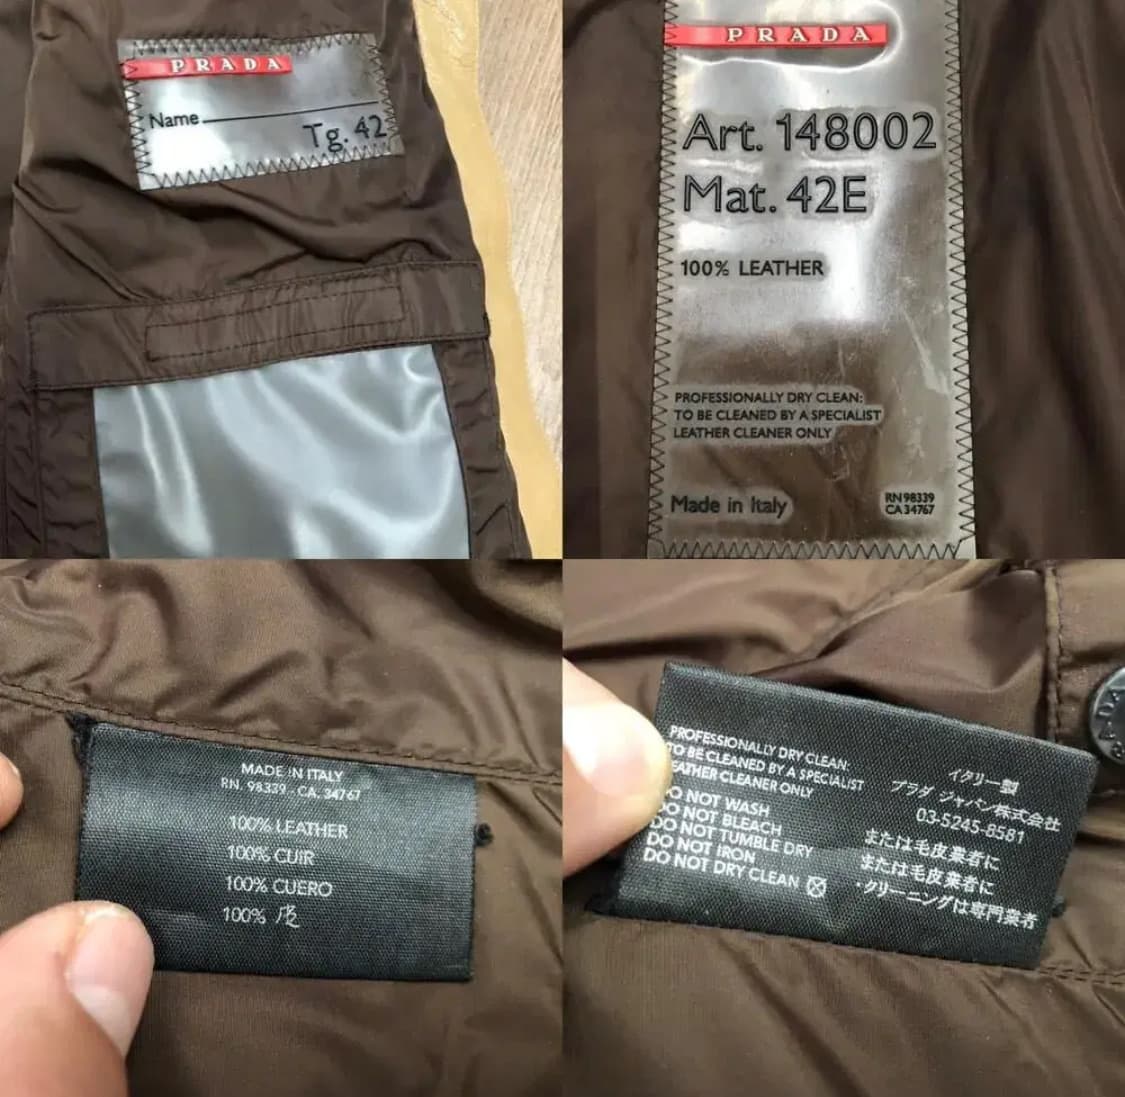 PRADA
Name
Tg. 42
PRADA
Art. 148002
Mat. 42E
100% LEATHER
PROFESSIONALLY DRY CLEAN:
TO BE CLEANED BY A SPECIALIST
LEATHER CLEANER ONLY
Made in Italy
RN 98339
CA 34767
MADE IN ITALY
RN. 98339 . CA. 34767
100% LEATHER
100% CUIR
100% CUERO
100% 皮
PROFESSIONALLY DRY CLEAN:
TO BE CLEANED BY A SPECIALIST
EATHER CLEANER ONLY
DO NOT WASH
DO NOT BLEACH
DO NOT TUMBLE DRY
DO NOT IRON
DO NOT DRY CLEAN
イタリー製
プラダ ジャパン株式会社
03-5245-8581
または毛皮業者に
または毛皮業者に
・クリーニングは専門業者